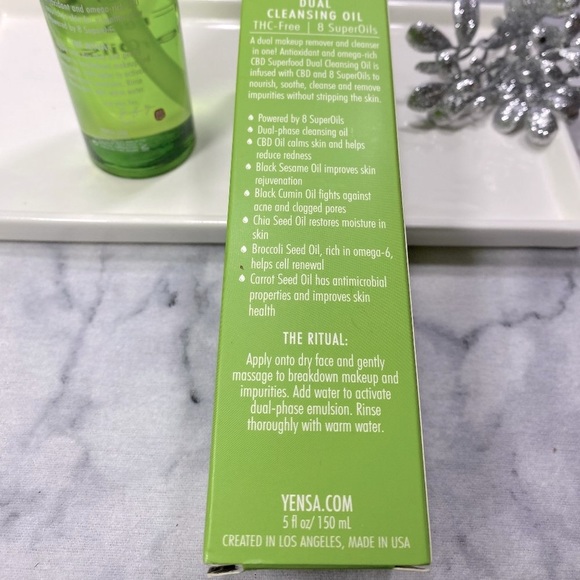 DUAL
CLEANSING OIL
THC-Free | 8 SuperOils
A dual makeup remover and cleanser
in one! Antioxidant and omega-rich
CBD Superfood Dual Cleansing Oil is
infused with CBD and 8 SuperOils to
nourish, soothe, cleanse and remove
impurities without stripping the skin.
Powered by 8 SuperOils
Dual-phase cleansing oil
CBD Oil calms skin and helps
reduce redness
Black Sesame Oil improves skin
rejuvenation
Black Cumin Oil fights against
acne and clogged pores
Chia Seed Oil restores moisture in
skin
Broccoli Seed Oil, rich in omega-6,
helps cell renewal
Carrot Seed Oil has antimicrobial
properties and improves skin
health
THE RITUAL:
Apply onto dry face and gently
massage to breakdown makeup and
impurities. Add water to activate
dual-phase emulsion. Rinse
thoroughly with warm water.
YENSA.COM
5 fl oz/ 150 mL
CREATED IN LOS ANGELES, MADE IN USA